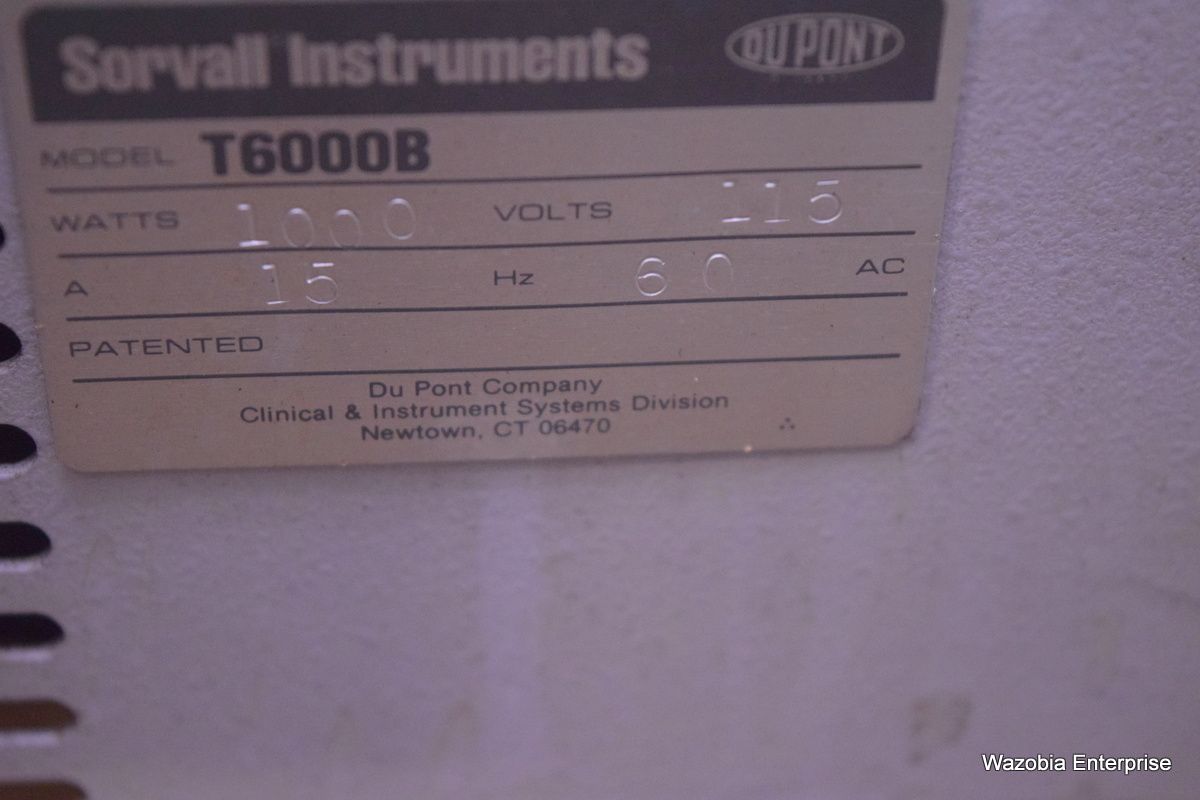 Sorvall Instruments DU PONT
MODEL T6000B
WATTS 1000 VOLTS 115
A 15 Hz 60 AC
PATENTED
Du Pont Company
Clinical & Instrument Systems Division
Newtown, CT 06470
Wazobia Enterprise